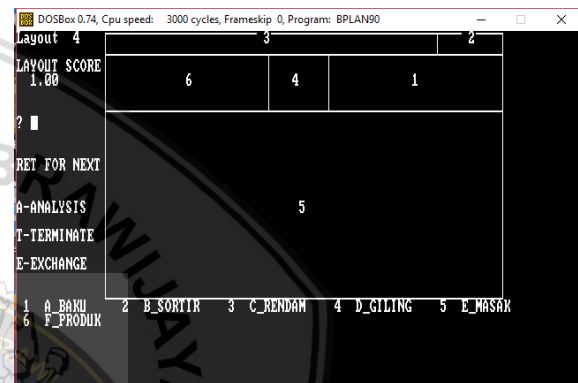 DOSBox 0.74, Cpu speed: 3000 cycles, Frameskip 0, Program: BPLAN90
Layout 4
3
2
LAYOUT SCORE
1.00
6
4
1
?
RET FOR NEXT
A-ANALYSIS
5
T-TERMINATE
E-EXCHANGE
1 A_BAKU 2 B_SORTIR 3 C_RENDAM 4 D_GILING 5 E_MASAK
6 F_PRODUK
BRAWIJAYA